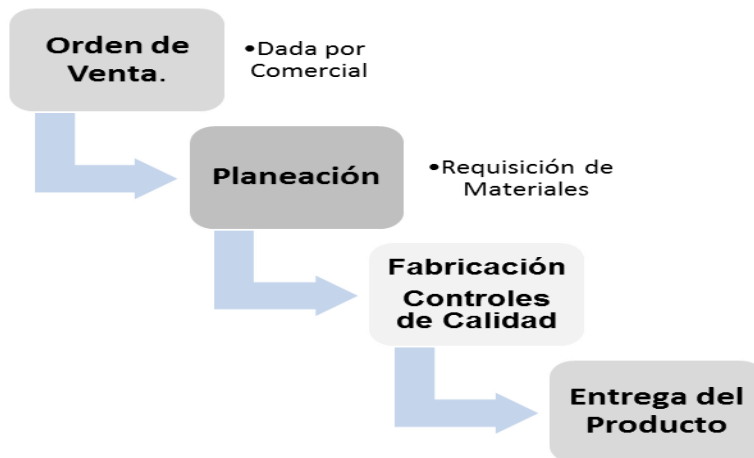 Orden de
Venta.
•Dada por
Comercial
Planeación
•Requisición de
Materiales
Fabricación
Controles
de Calidad
Entrega del
Producto